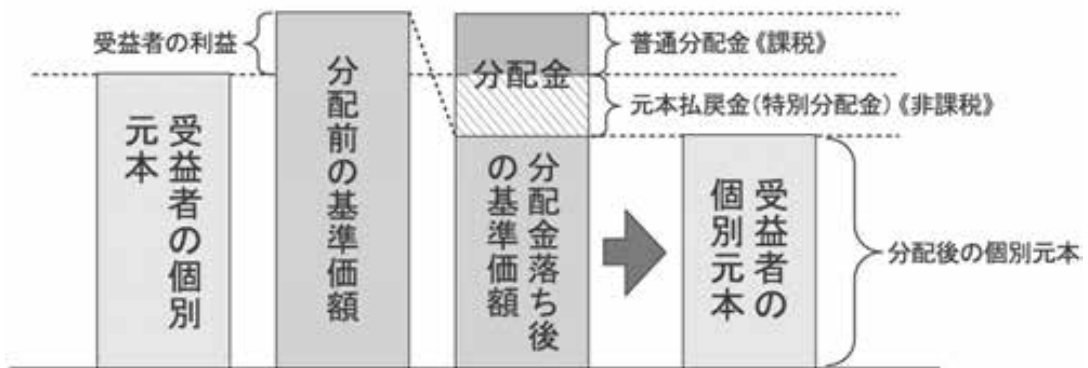 受益者の利益
受益者の個別
元本
分配前の基準価額
分配金
分配金落ち後
の基準価額
普通分配金《課税》
元本払戻金(特別分配金)《非課税》
受益者の
個別元本
分配後の個別元本